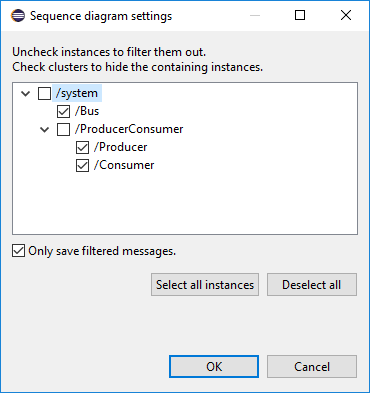 Sequence diagram settings
Uncheck instances to filter them out.
Check clusters to hide the containing instances.
/system
/Bus
/ProducerConsumer
/Producer
/Consumer
Only save filtered messages.
Select all instances
Deselect all
OK
Cancel